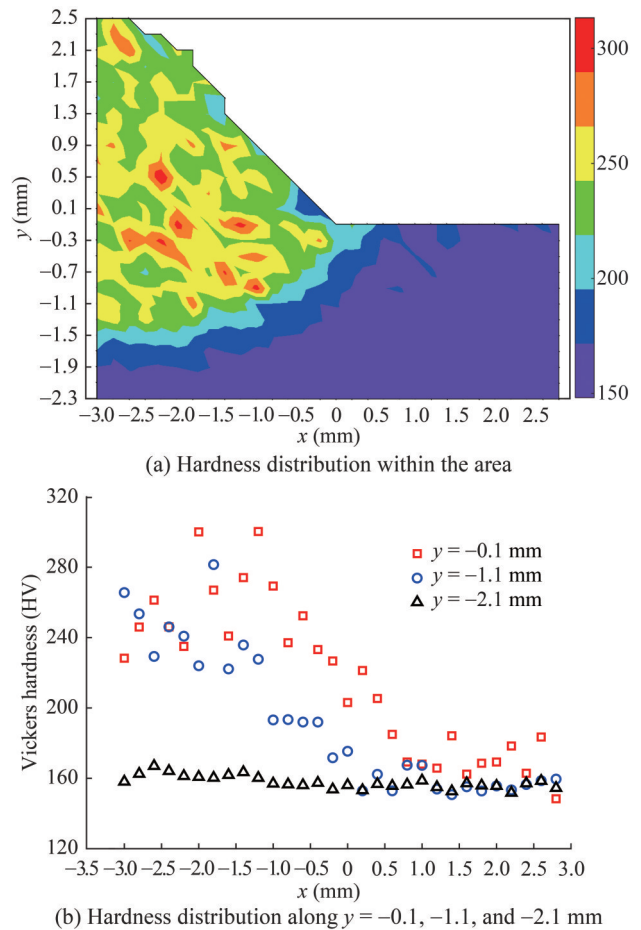 2.5
2.1
1.7
1.3
0.9
0.5
0.1
–0.3
–0.7
–1.1
–1.5
–1.9
–2.3
y (mm)
–3.0 –2.5 –2.0 –1.5 –1.0 –0.5 0 0.5 1.0 1.5 2.0 2.5
x (mm)
300
250
200
150
(a) Hardness distribution within the area
320
280
240
200
160
120
Vickers hardness (HV)
y = –0.1 mm
y = –1.1 mm
y = –2.1 mm
–3.5 –3.0 –2.5 –2.0 –1.5 –1.0 –0.5 0 0.5 1.0 1.5 2.0 2.5 3.0
x (mm)
(b) Hardness distribution along y = –0.1, –1.1, and –2.1 mm